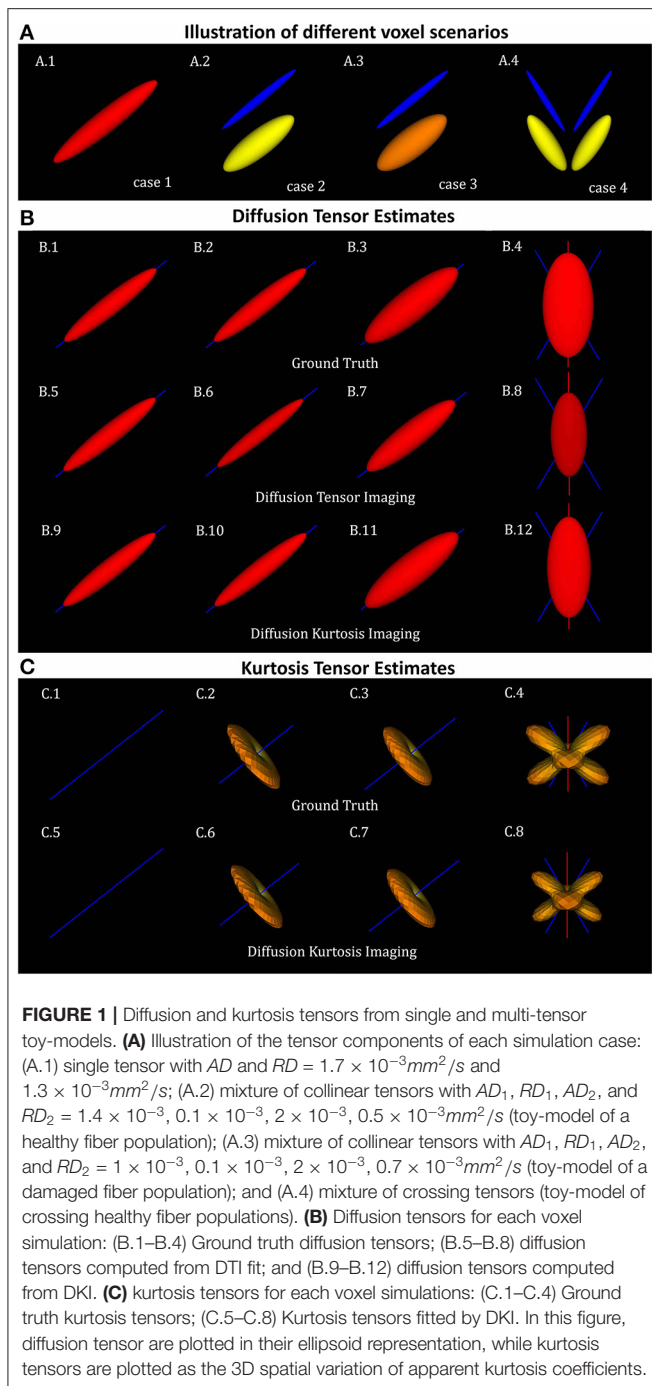 A
Illustration of different voxel scenarios
A.1 A.2 A.3 A.4
case 1 case 2 case 3 case 4
B
Diffusion Tensor Estimates
B.1 B.2 B.3 B.4
Ground Truth
B.5 B.6 B.7 B.8
Diffusion Tensor Imaging
B.9 B.10 B.11 B.12
Diffusion Kurtosis Imaging
C
Kurtosis Tensor Estimates
C.1 C.2 C.3 C.4
Ground Truth
C.5 C.6 C.7 C.8
Diffusion Kurtosis Imaging
FIGURE 1 | Diffusion and kurtosis tensors from single and multi-tensor
toy-models. (A) Illustration of the tensor components of each simulation case:
(A.1) single tensor with AD and RD = 1.7 × 10⁻³mm²/s and
1.3 × 10⁻³mm²/s; (A.2) mixture of collinear tensors with AD₁, RD₁, AD₂, and
RD₂ = 1.4 × 10⁻³, 0.1 × 10⁻³, 2 × 10⁻³, 0.5 × 10⁻³mm²/s (toy-model of a
healthy fiber population); (A.3) mixture of collinear tensors with AD₁, RD₁, AD₂,
and RD₂ = 1 × 10⁻³, 0.1 × 10⁻³, 2 × 10⁻³, 0.7 × 10⁻³mm²/s (toy-model of a
damaged fiber population); and (A.4) mixture of crossing tensors (toy-model of
crossing healthy fiber populations). (B) Diffusion tensors for each voxel
simulation: (B.1–B.4) Ground truth diffusion tensors; (B.5–B.8) diffusion
tensors computed from DTI fit; and (B.9–B.12) diffusion tensors computed
from DKI. (C) kurtosis tensors for each voxel simulations: (C.1–C.4) Ground
truth kurtosis tensors; (C.5–C.8) Kurtosis tensors fitted by DKI. In this figure,
diffusion tensor are plotted in their ellipsoid representation, while kurtosis
tensors are plotted as the 3D spatial variation of apparent kurtosis coefficients.